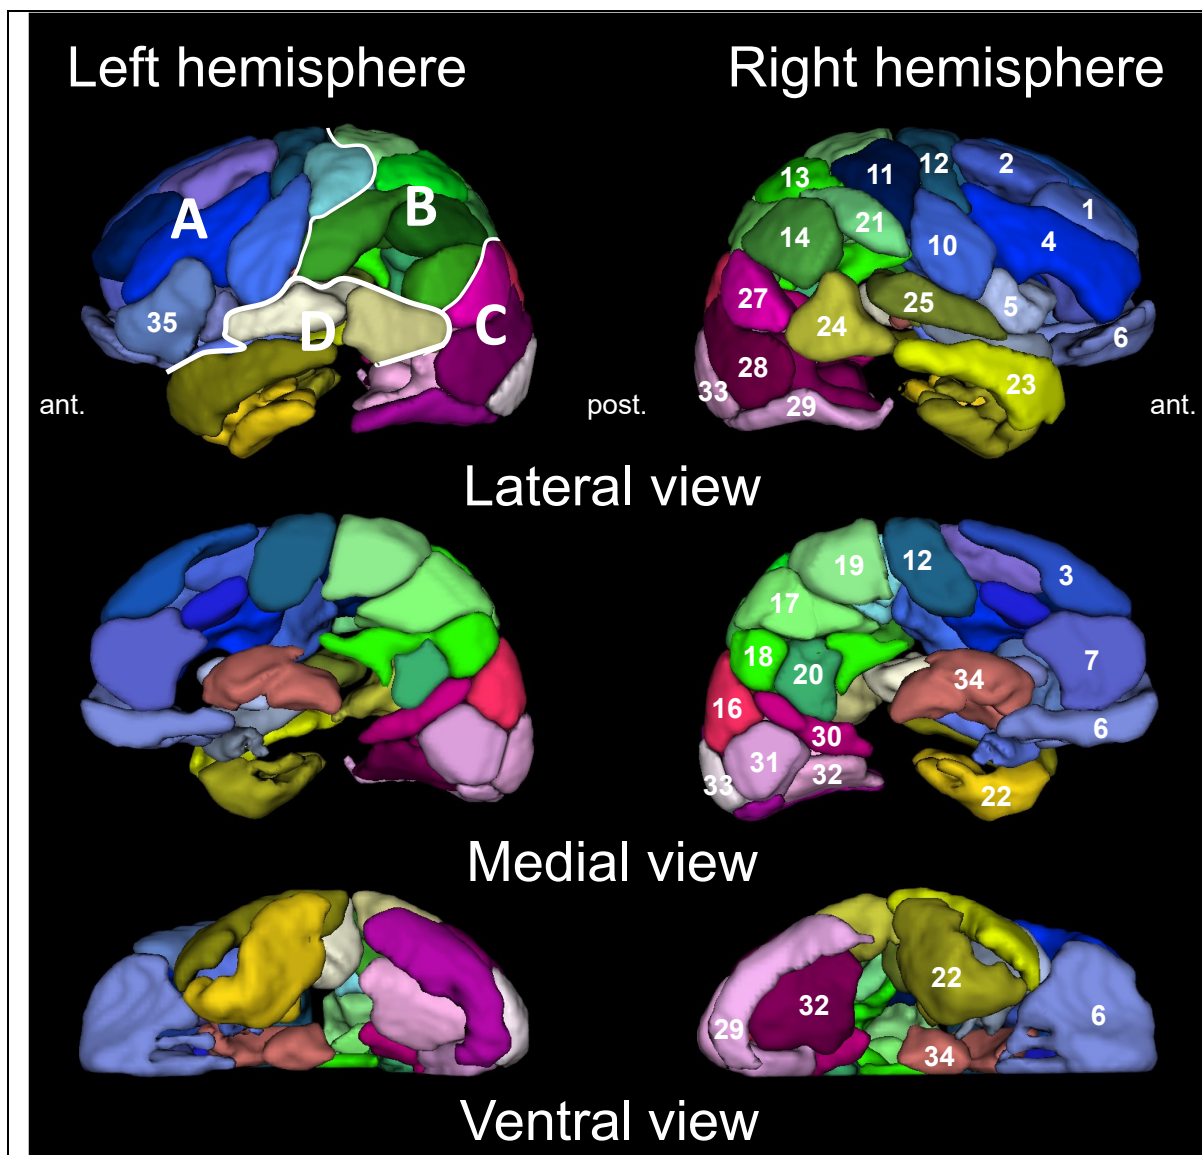 Left hemisphere Right hemisphere
12 2
13 11
A B 21 1
14 10 4
27 25 5
35 D C 24 6
28 23
33 29
ant. post. ant.
Lateral view
19 12 3
17
18 20 7
34
16 30 6
31 32
33 22
Medial view
22
32 6
29 34
Ventral view